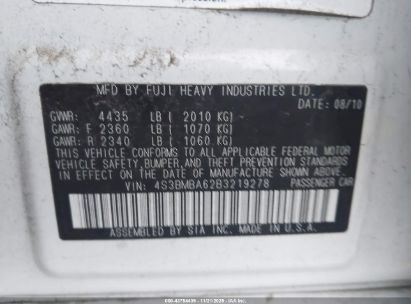 MFD BY FUJI HEAVY INDUSTRIES LTD.
DATE: 08/10
GVWR: 4435 LB ( 2010 KG)
GAWR: F 2360 LB ( 1070 KG)
GAWR: R 2340 LB ( 1060 KG)
THIS VEHICLE CONFORMS TO ALL APPLICABLE FEDERAL MOTOR
VEHICLE SAFETY, BUMPER, AND THEFT PREVENTION STANDARDS
IN EFFECT ON THE DATE OF MANUFACTURE SHOWN ABOVE.
VIN: 4S3BMBA62B3219278 PASSENGER CAR
ASSEMBLED BY SIA INC. IN U.S.A.